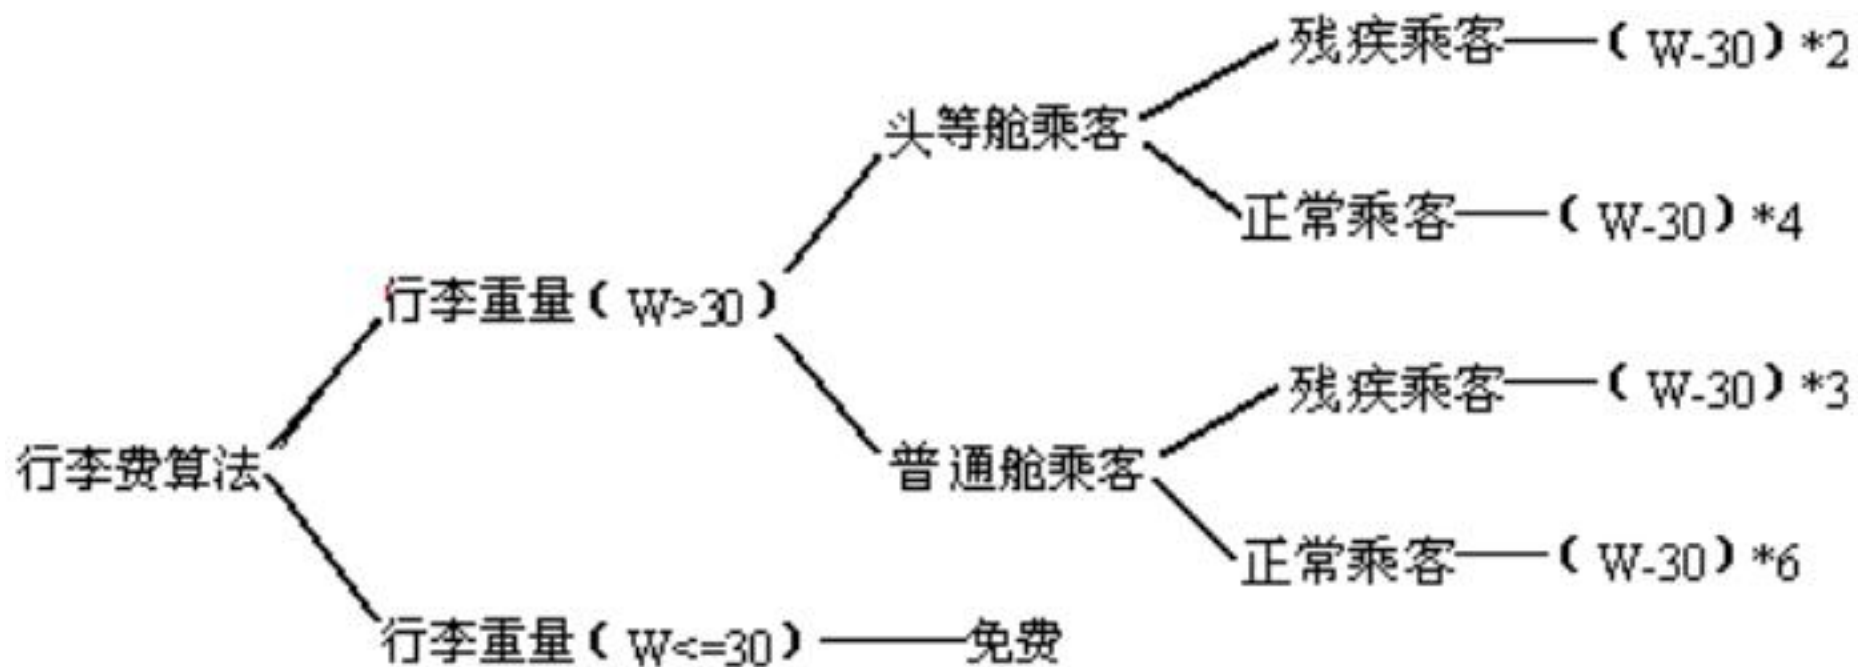 残疾乘客——(W-30)*2
头等舱乘客
正常乘客——(W-30)*4
行李重量(W>30)
残疾乘客——(W-30)*3
行李费算法
普通舱乘客
正常乘客——(W-30)*6
行李重量(W<=30)——免费